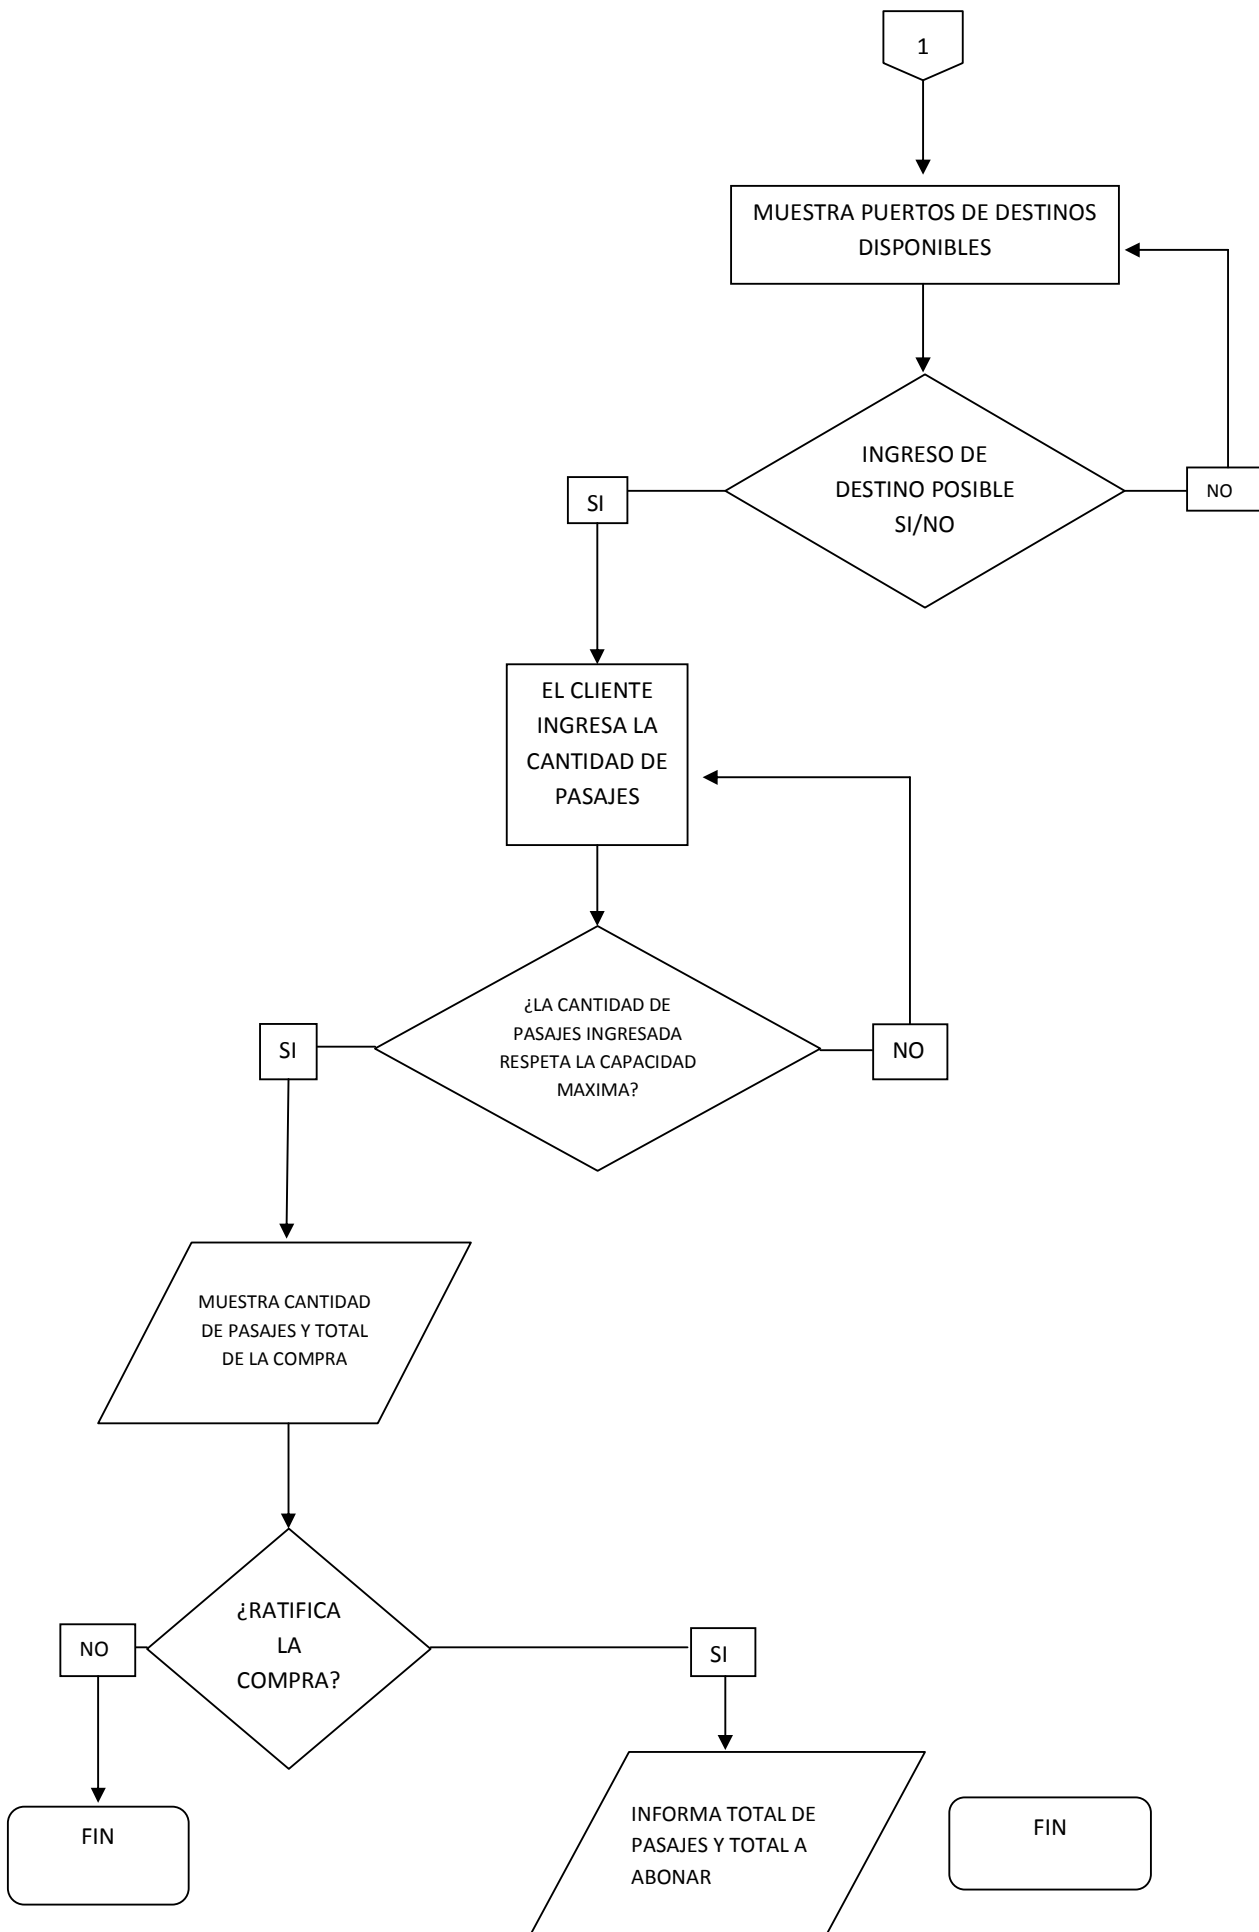 1
MUESTRA PUERTOS DE DESTINOS
DISPONIBLES
INGRESO DE
DESTINO POSIBLE
SI/NO
SI
NO
EL CLIENTE
INGRESA LA
CANTIDAD DE
PASAJES
¿LA CANTIDAD DE
PASAJES INGRESADA
RESPETA LA CAPACIDAD
MAXIMA?
SI
NO
MUESTRA CANTIDAD
DE PASAJES Y TOTAL
DE LA COMPRA
¿RATIFICA
LA
COMPRA?
NO
SI
FIN
INFORMA TOTAL DE
PASAJES Y TOTAL A
ABONAR
FIN